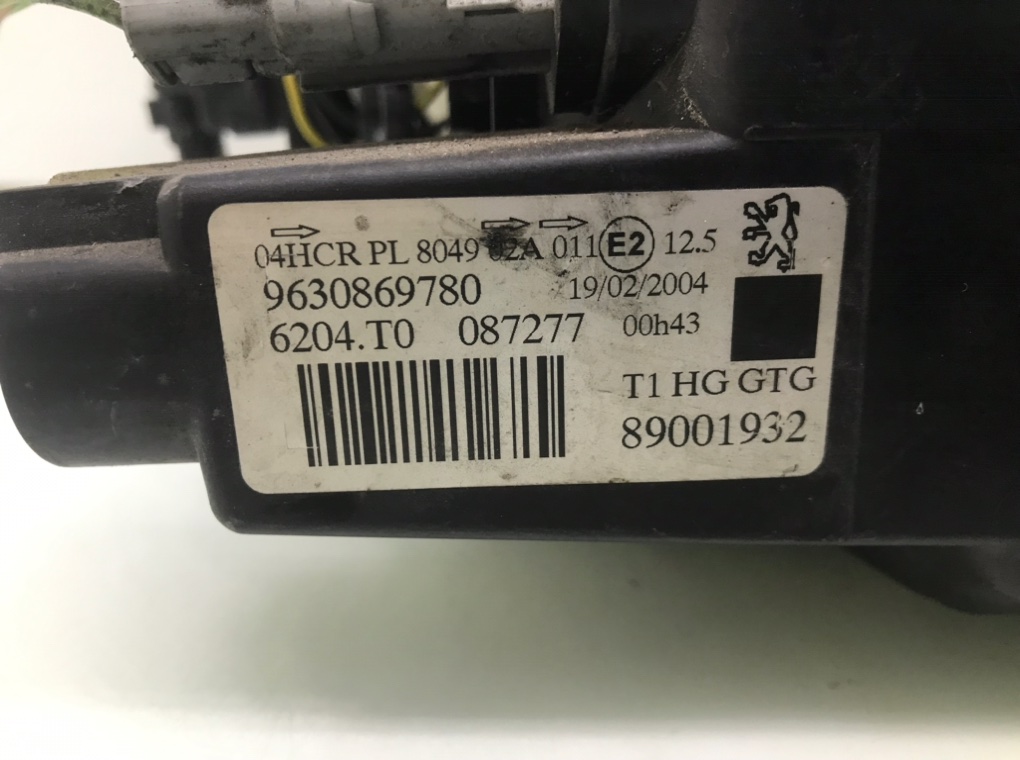 04HCR PL 8049 02A 011 E2 12.5
9630869780 19/02/2004
6204.T0 087277 00h43
T1 HG GTG
89001932